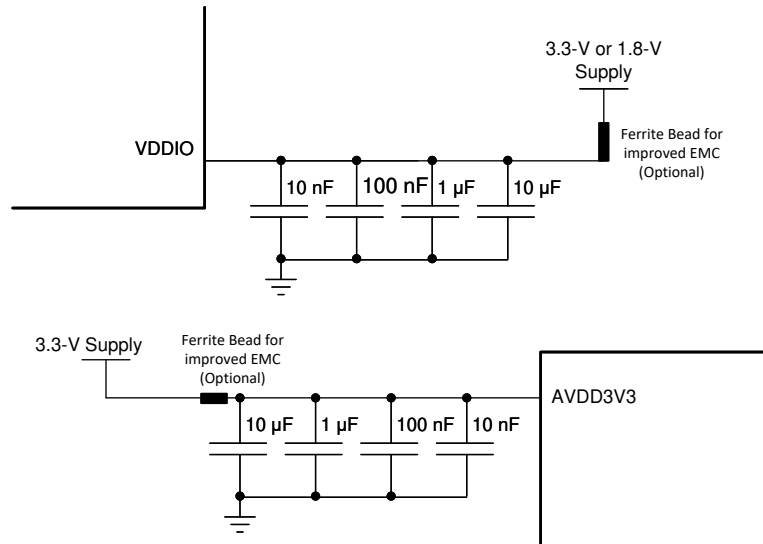 3.3-V or 1.8-V
Supply
Ferrite Bead for
improved EMC
(Optional)
VDDIO
10 nF
100 nF
1 µF
10 µF
3.3-V Supply
Ferrite Bead for
improved EMC
(Optional)
AVDD3V3
10 µF
1 µF
100 nF
10 nF